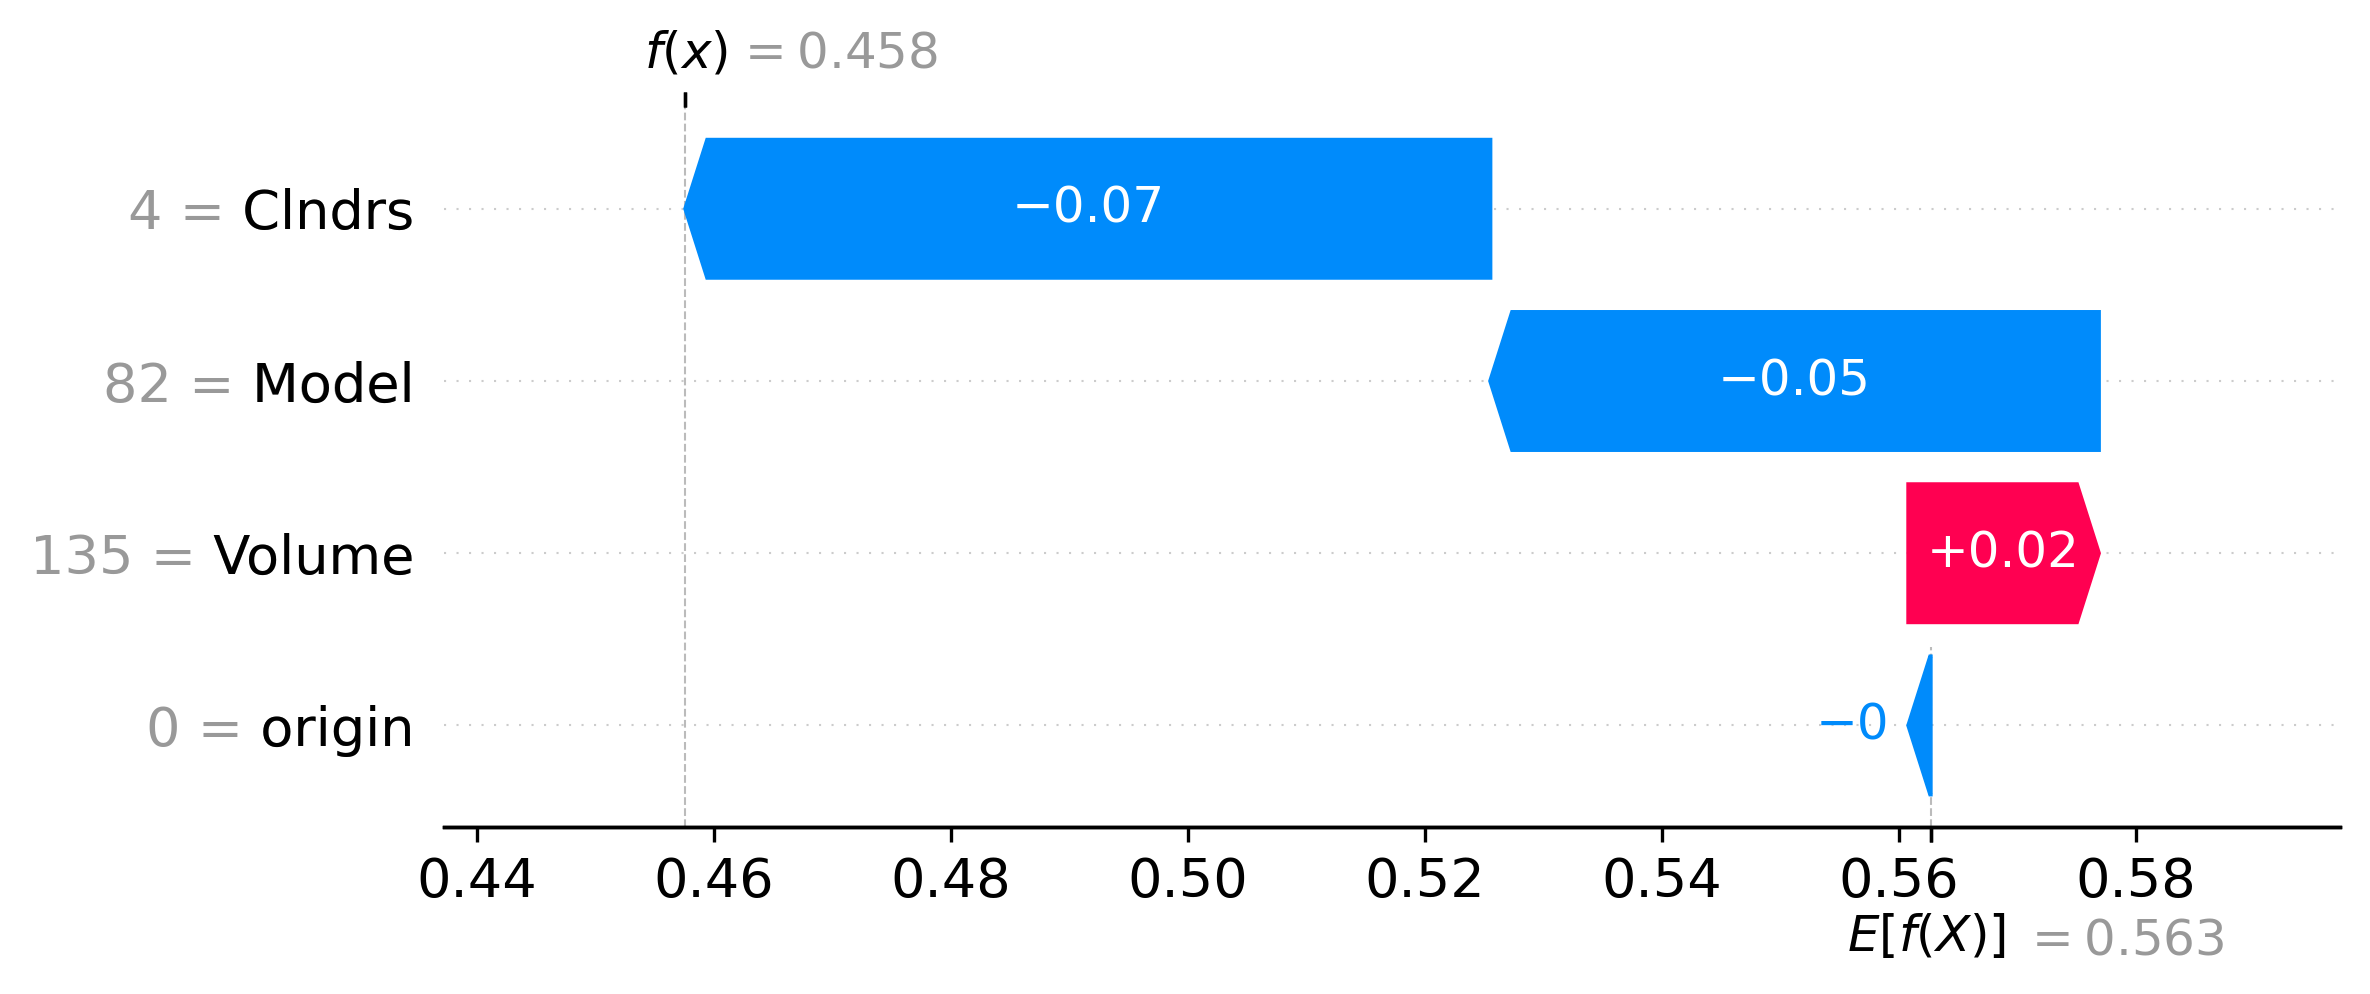 f(x) = 0.458
4 = Clndrs
−0.07
82 = Model
−0.05
135 = Volume
+0.02
0 = origin
−0
0.44 0.46 0.48 0.50 0.52 0.54 0.56 0.58
E[f(X)] = 0.563